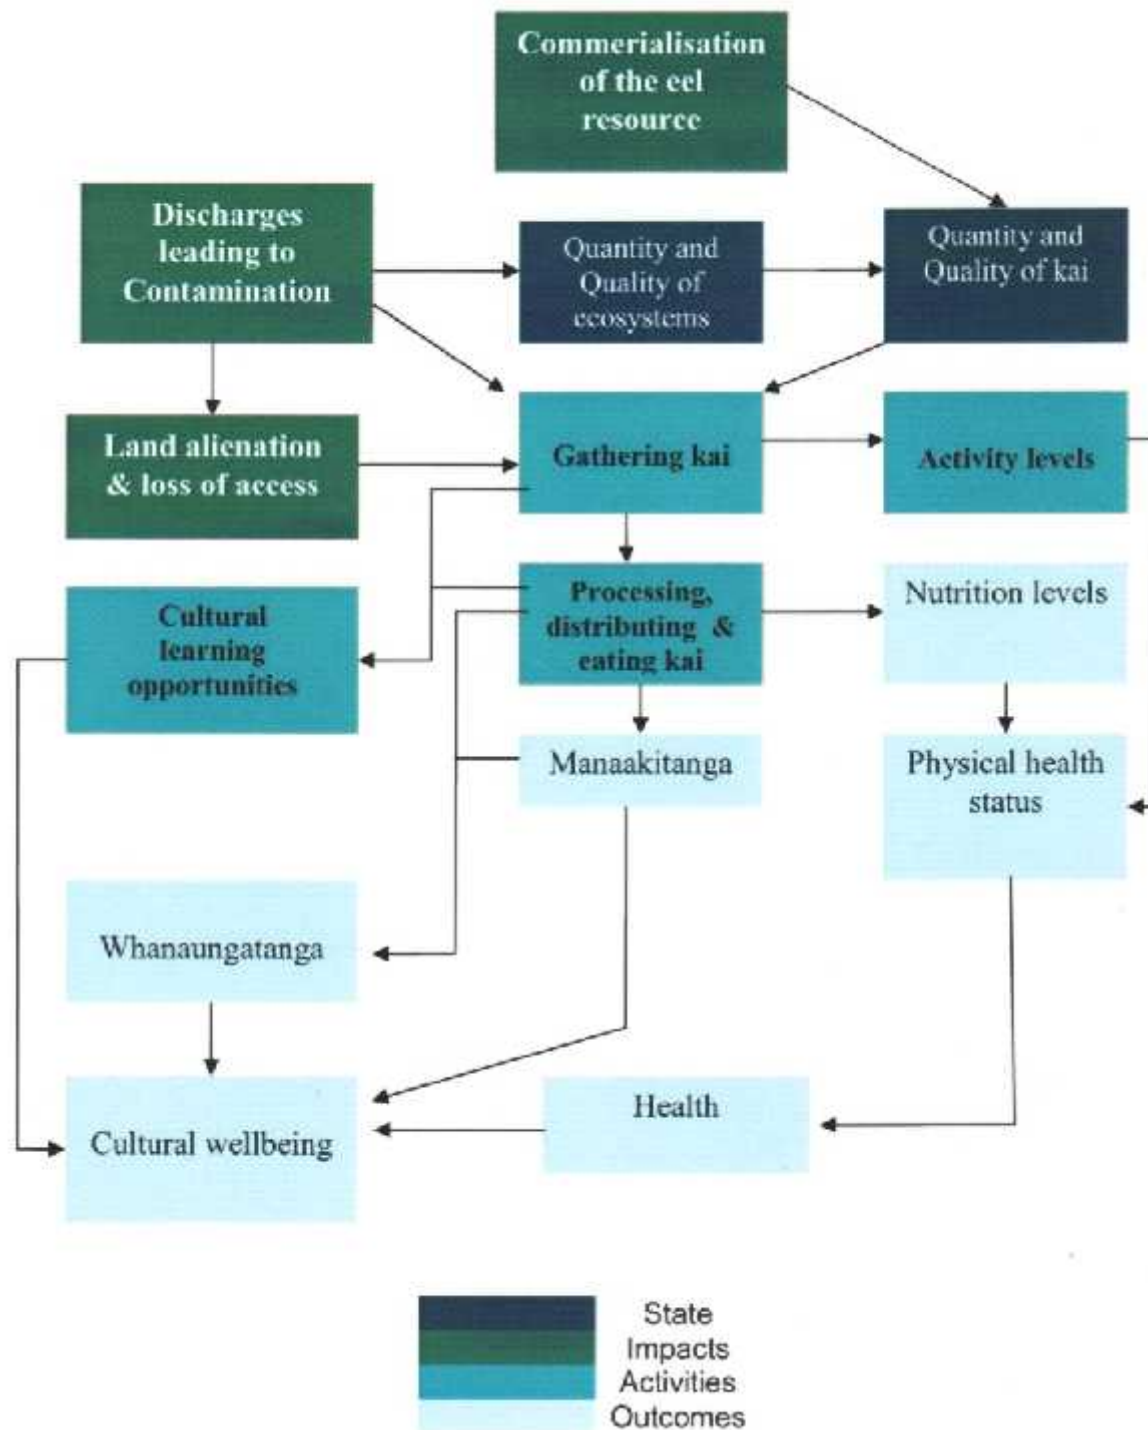 Commerialisation
of the eel
resource
Discharges
leading to
Contamination
Quantity and
Quality of
ecosystems
Quantity and
Quality of kai
Land alienation
& loss of access
Gathering kai
Activity levels
Cultural
learning
opportunities
Processing,
distributing & 
eating kai
Nutrition levels
Manaakitanga
Physical health
status
Whanaungatanga
Cultural wellbeing
Health
State
Impacts
Activities
Outcomes